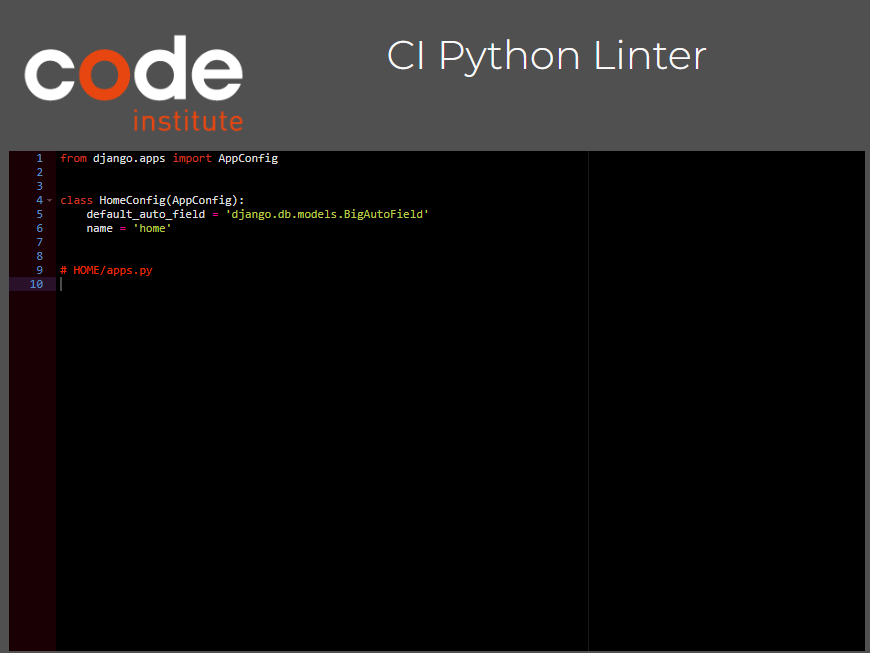 code
institute
CI Python Linter
1 from django.apps import AppConfig
2
3
4 class HomeConfig(AppConfig):
5     default_auto_field = 'django.db.models.BigAutoField'
6     name = 'home'
7
8
9 # HOME/apps.py
10